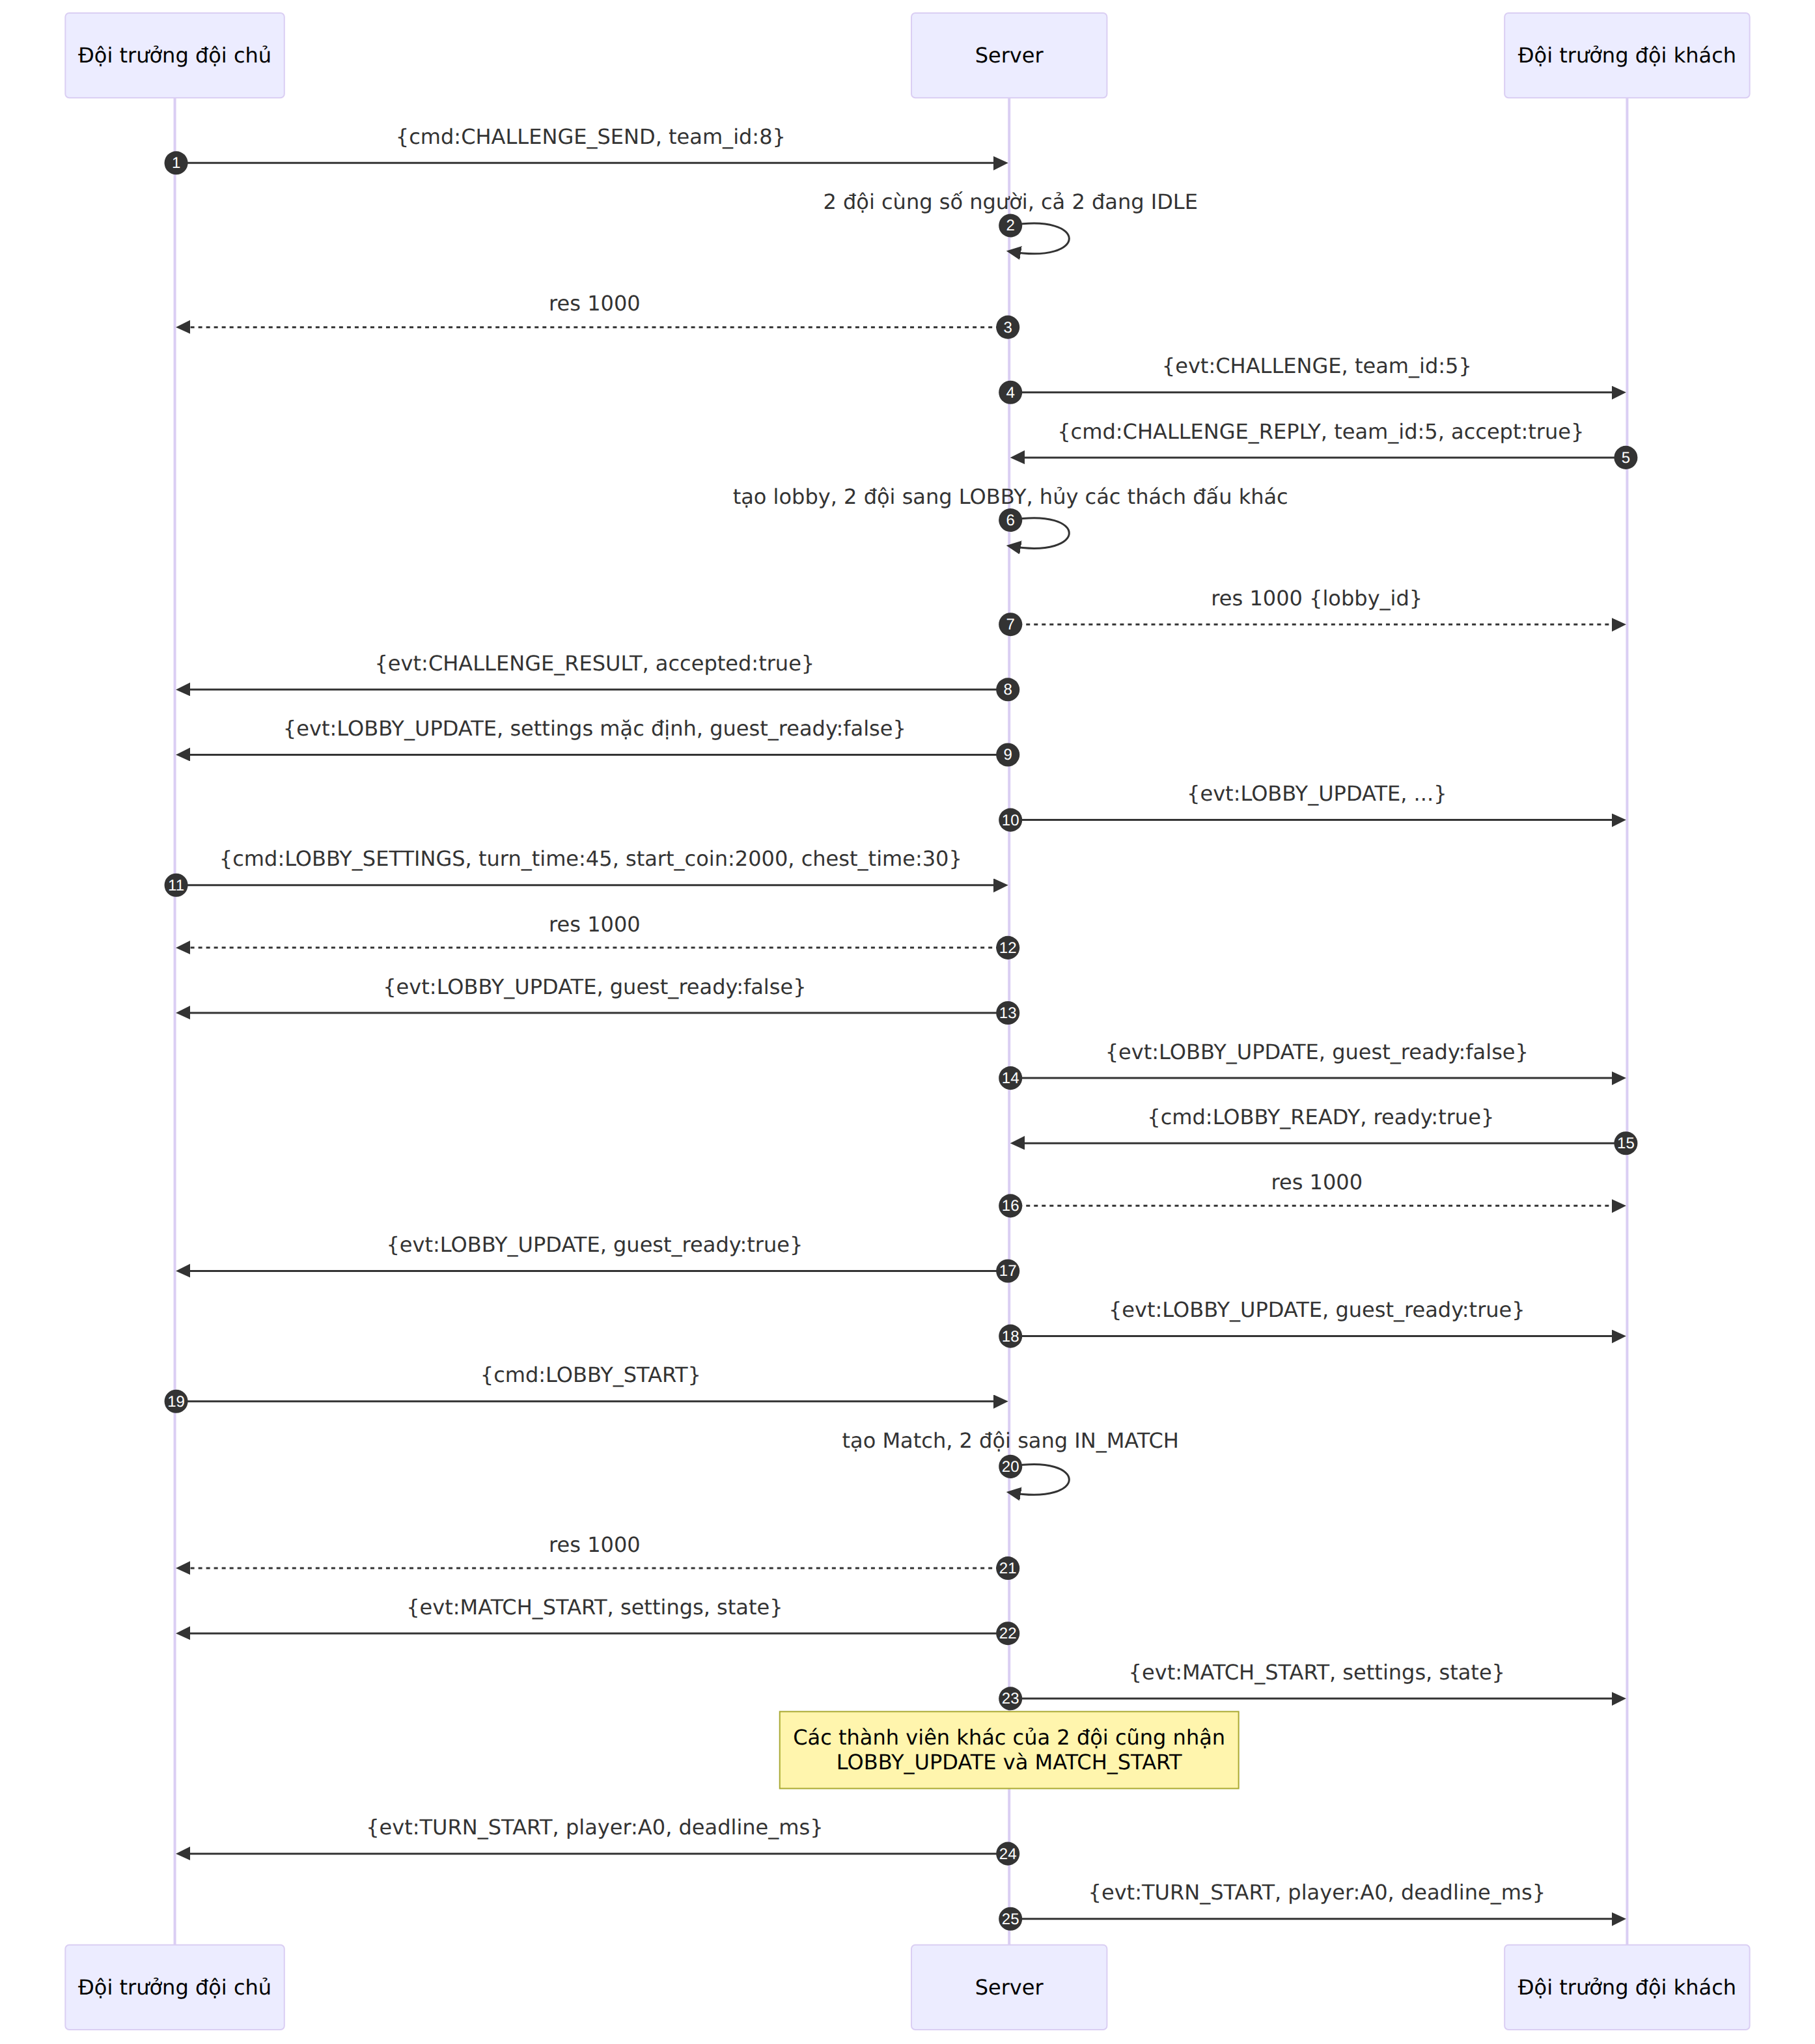 Đội trưởng đội chủ
Server
Đội trưởng đội khách
{cmd:CHALLENGE_SEND, team_id:8}
1
2 đội cùng số người, cả 2 đang IDLE
2
res 1000
3
{evt:CHALLENGE, team_id:5}
4
{cmd:CHALLENGE_REPLY, team_id:5, accept:true}
5
tạo lobby, 2 đội sang LOBBY, hủy các thách đấu khác
6
res 1000 {lobby_id}
7
{evt:CHALLENGE_RESULT, accepted:true}
8
{evt:LOBBY_UPDATE, settings mặc định, guest_ready:false}
9
{evt:LOBBY_UPDATE, ...}
10
{cmd:LOBBY_SETTINGS, turn_time:45, start_coin:2000, chest_time:30}
11
res 1000
12
{evt:LOBBY_UPDATE, guest_ready:false}
13
{evt:LOBBY_UPDATE, guest_ready:false}
14
{cmd:LOBBY_READY, ready:true}
15
res 1000
16
{evt:LOBBY_UPDATE, guest_ready:true}
17
{evt:LOBBY_UPDATE, guest_ready:true}
18
{cmd:LOBBY_START}
19
tạo Match, 2 đội sang IN_MATCH
20
res 1000
21
{evt:MATCH_START, settings, state}
22
{evt:MATCH_START, settings, state}
23
Các thành viên khác của 2 đội cũng nhận
LOBBY_UPDATE và MATCH_START
{evt:TURN_START, player:A0, deadline_ms}
24
{evt:TURN_START, player:A0, deadline_ms}
25
Đội trưởng đội chủ
Server
Đội trưởng đội khách